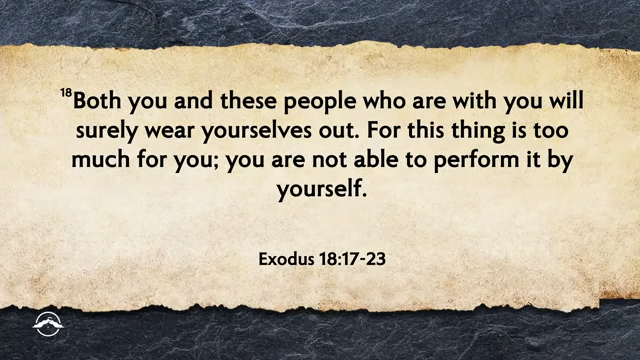 18Both you and these people who are with you will
surely wear yourselves out. For this thing is too
much for you; you are not able to perform it by
yourself.
Exodus 18:17-23